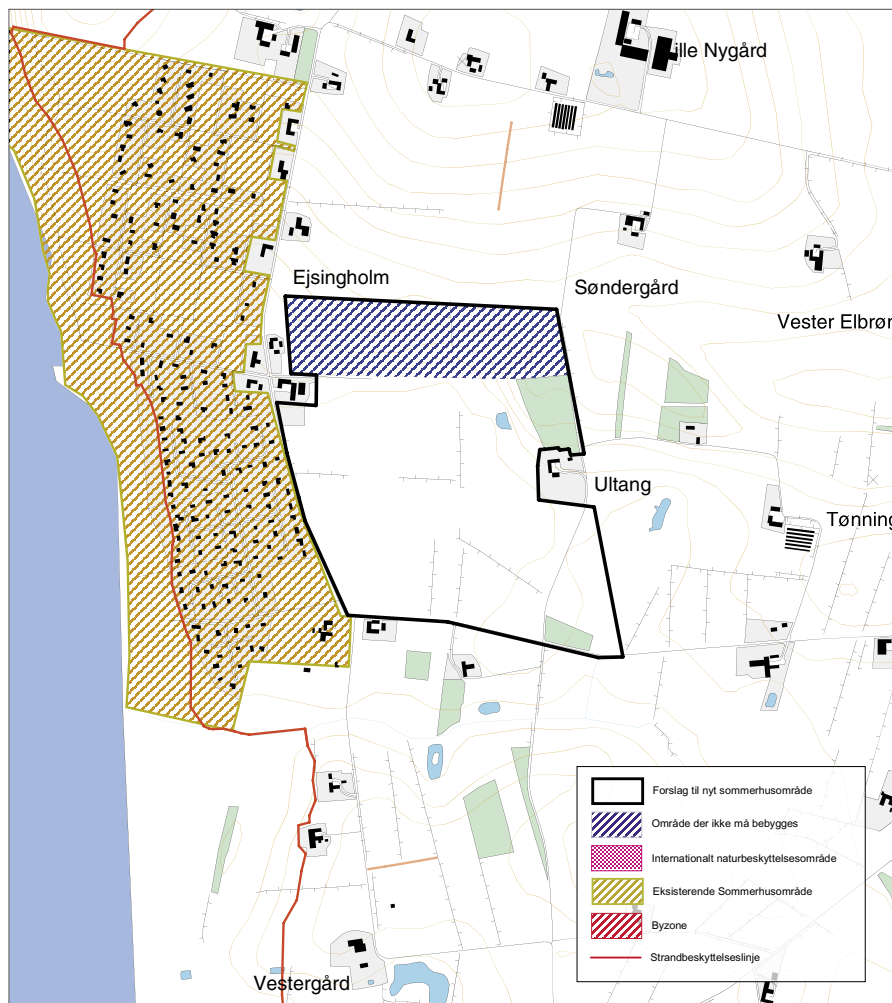 Lille Nygård
Ejsingholm
Søndergård
Vester Elbrøn
Ultang
Tønning
Forslag til nyt sommerhusområde
Område der ikke må bebygges
Internationalt naturbeskyttelsesområde
Eksisterende Sommerhusområde
Byzone
Strandbeskyttelseslinje
Vestergård